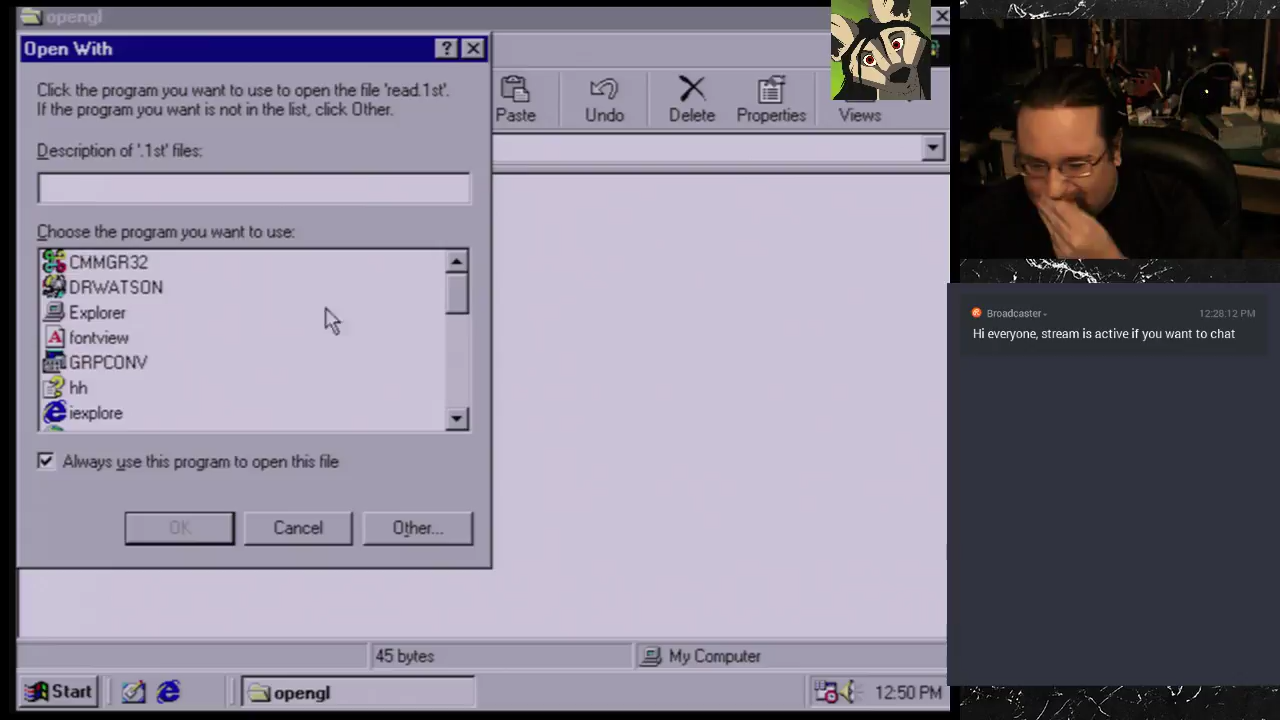 opengl
Open With
Click the program you want to use to open the file 'read.1st'.
If the program you want is not in the list, click Other.
Description of '.1st' files:
Choose the program you want to use:
CMMGR32
DRWATSON
Explorer
fontview
GRPCONV
hh
iexplore
Always use this program to open this file
OK
Cancel
Other...
Paste
Undo
Delete
Properties
Views
45 bytes
My Computer
Start
opengl
12:50 PM
Broadcaster
12:28:12 PM
Hi everyone, stream is active if you want to chat